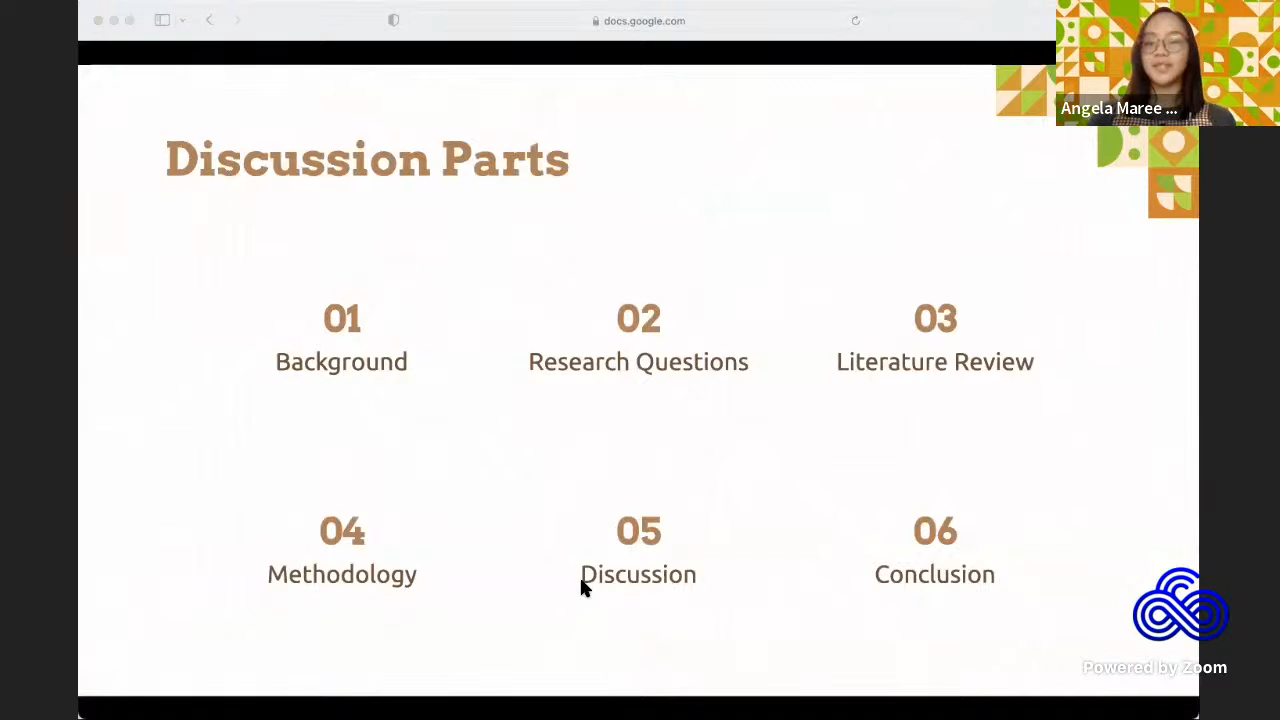 docs.google.com
Angela Maree ...
Discussion Parts
01
Background
02
Research Questions
03
Literature Review
04
Methodology
05
Discussion
06
Conclusion
Powered by Zoom